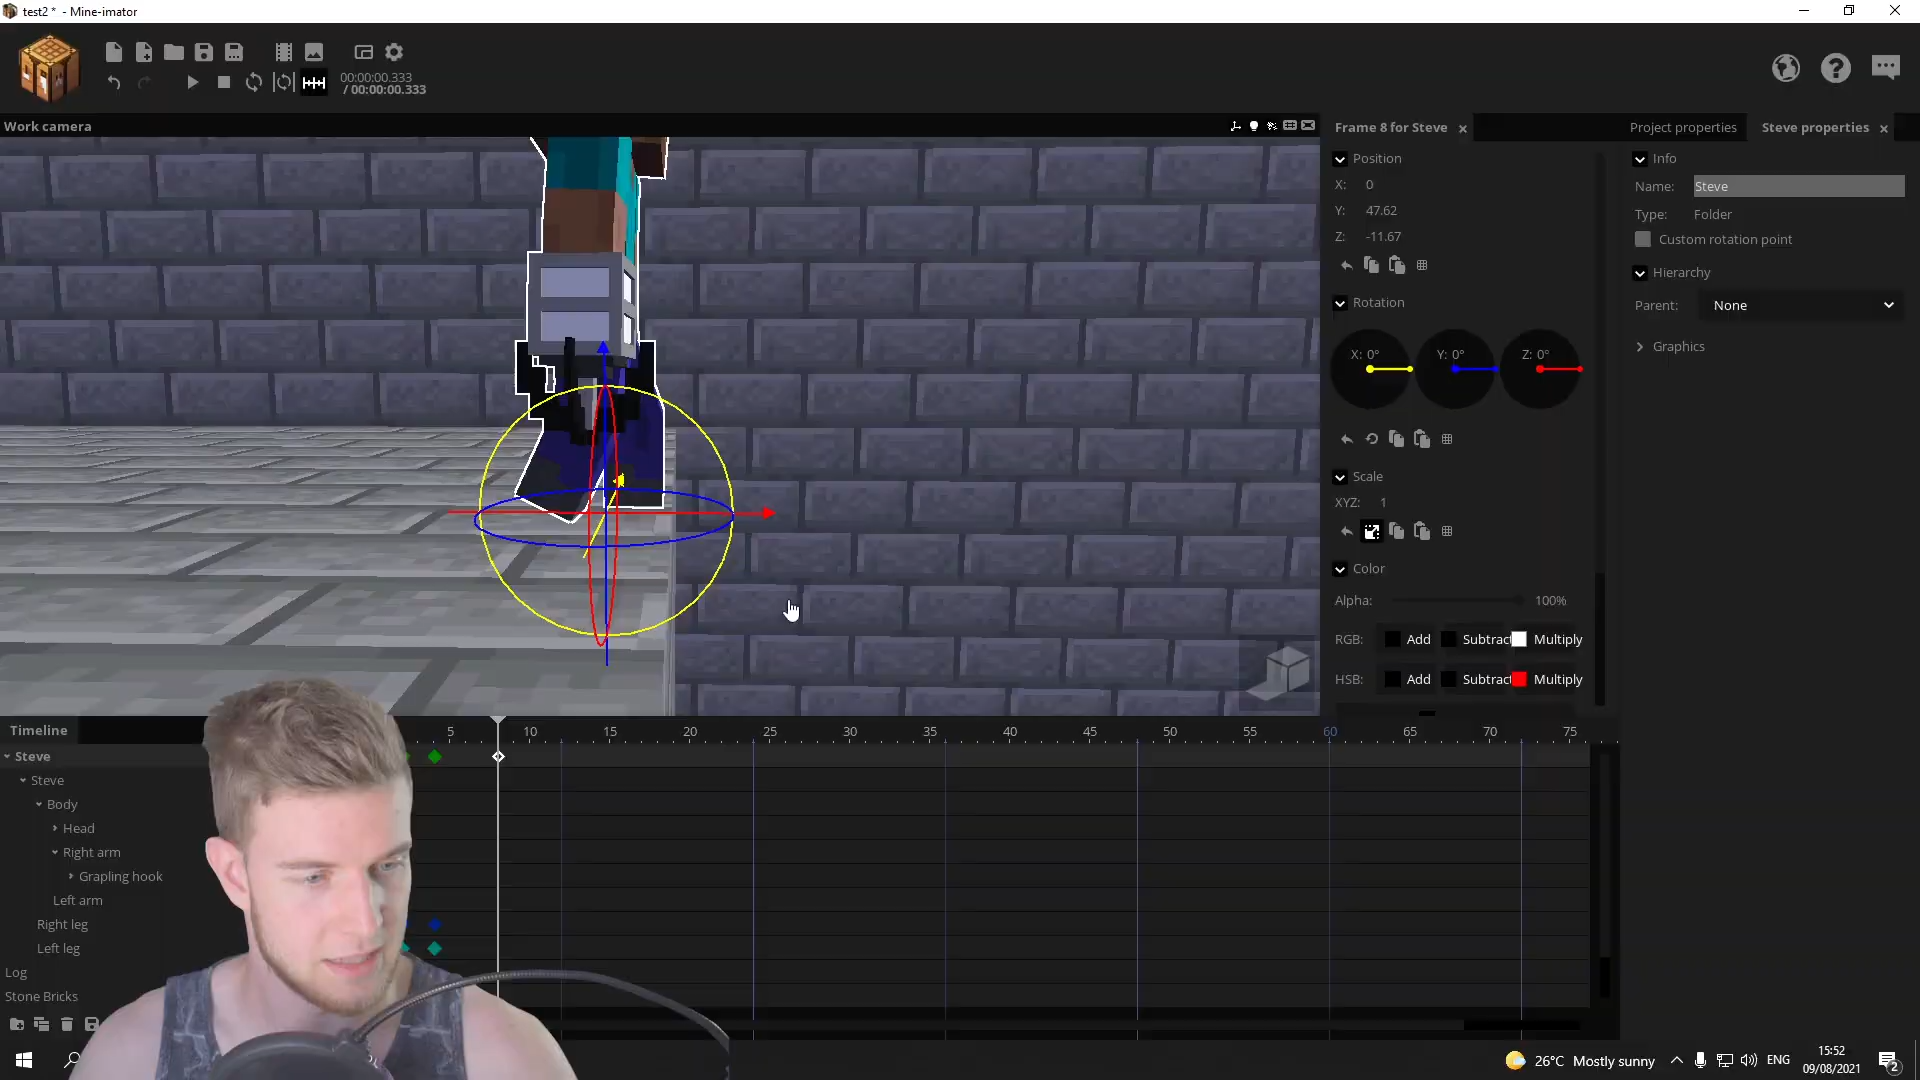 test2 * - Mine-imator
00:00:00.333
/ 00:00:00.333
Work camera
Frame 8 for Steve
Project properties
Steve properties
Position
X: 0
Y: 47.62
Z: -11.67
Rotation
X: 0°
Y: 0°
Z: 0°
Scale
XYZ: 1
Color
Alpha: 100%
RGB: Add Subtract Multiply
HSB: Add Subtract Multiply
Info
Name: Steve
Type: Folder
Custom rotation point
Hierarchy
Parent: None
Graphics
Timeline
5 10 15 20 25 30 35 40 45 50 55 60 65 70 75
Steve
Steve
Body
Head
Right arm
Grapling hook
Left arm
Right leg
Left leg
Log
Stone Bricks
26°C Mostly sunny
ENG
15:52
09/08/2021
2